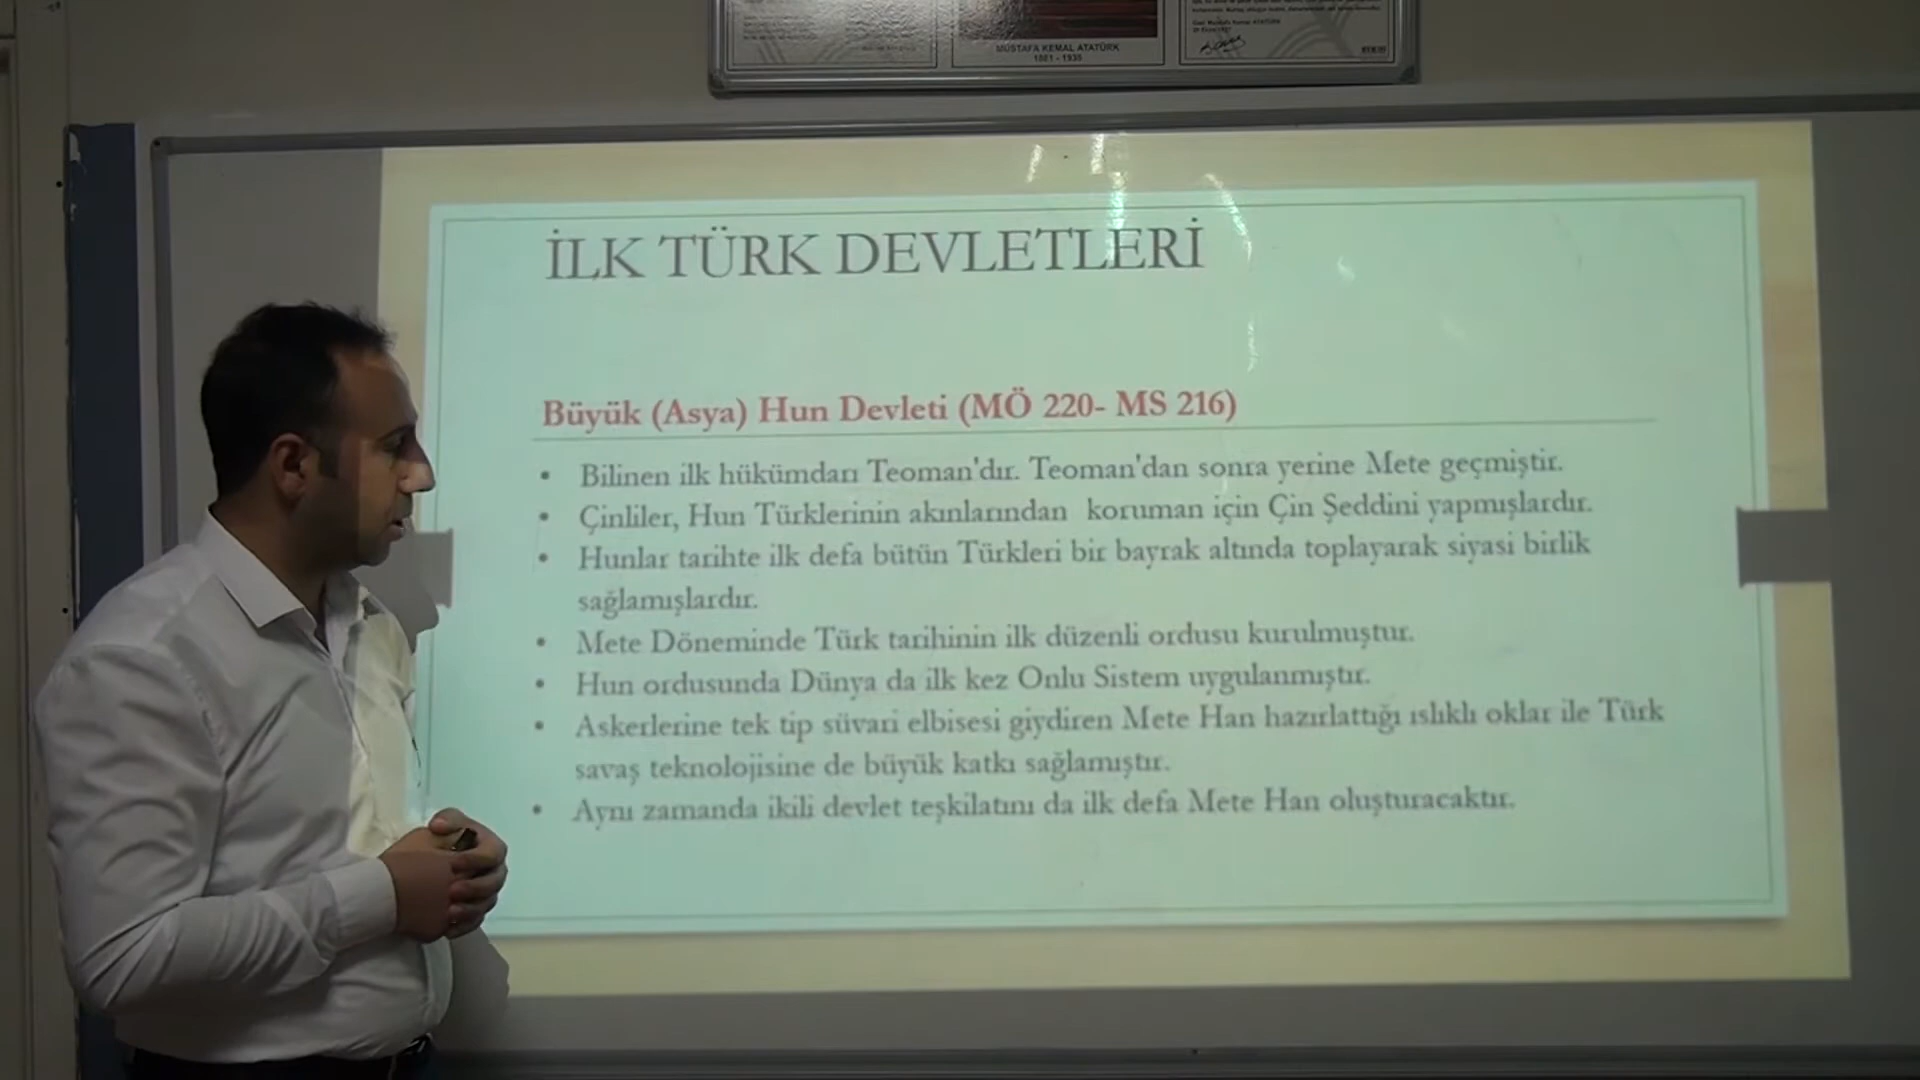 MUSTAFA KEMAL ATATÜRK
1881 - 1938
İLK TÜRK DEVLETLERİ
Büyük (Asya) Hun Devleti (MÖ 220- MS 216)
• Bilinen ilk hükümdarı Teoman'dır. Teoman'dan sonra yerine Mete geçmiştir.
• Çinliler, Hun Türklerinin akınlarından koruman için Çin Şeddini yapmışlardır.
• Hunlar tarihte ilk defa bütün Türkleri bir bayrak altında toplayarak siyasi birlik
sağlamışlardır.
• Mete Döneminde Türk tarihinin ilk düzenli ordusu kurulmuştur.
• Hun ordusunda Dünya da ilk kez Onlu Sistem uygulanmıştır.
• Askerlerine tek tip süvari elbisesi giydiren Mete Han hazırlattığı ıslıklı oklar ile Türk
savaş teknolojisine de büyük katkı sağlamıştır.
• Aynı zamanda ikili devlet teşkilatını da ilk defa Mete Han oluşturacaktır.